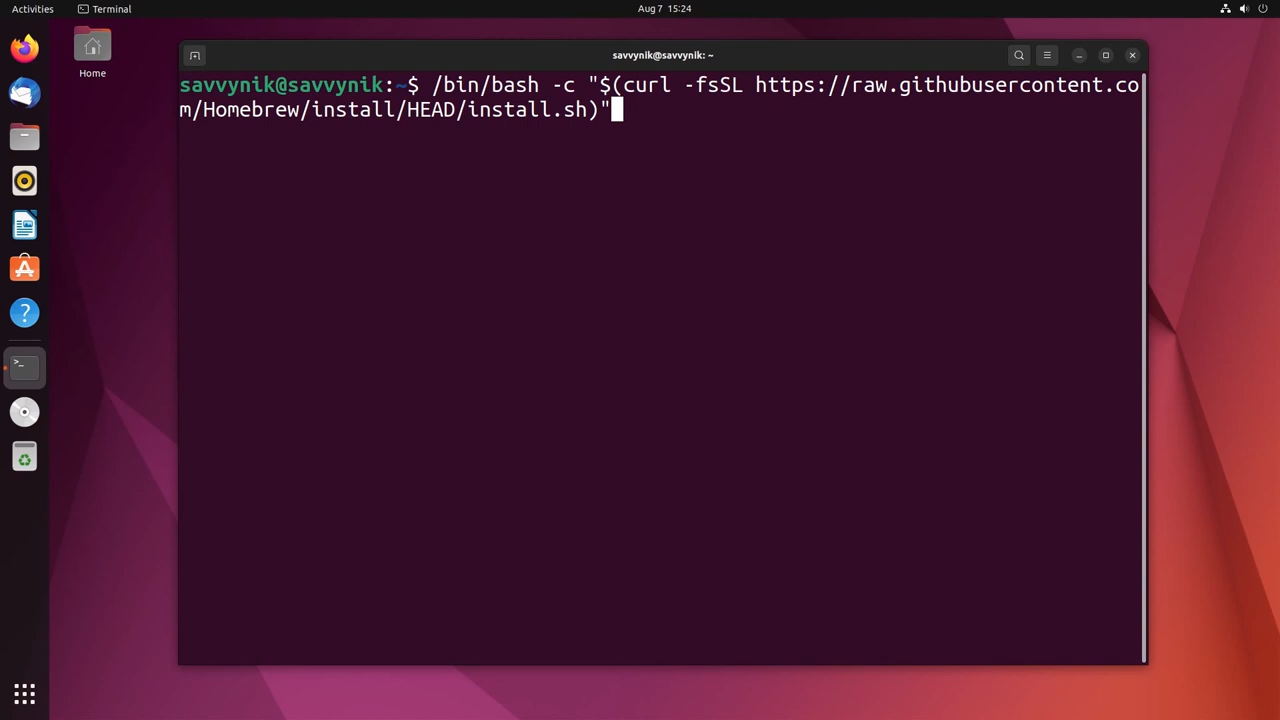 Activities
Terminal
Aug 7 15:24
Home
savvynik@savvynik: ~
savvynik@savvynik:~$ /bin/bash -c "$(curl -fsSL https://raw.githubusercontent.co
m/Homebrew/install/HEAD/install.sh)"